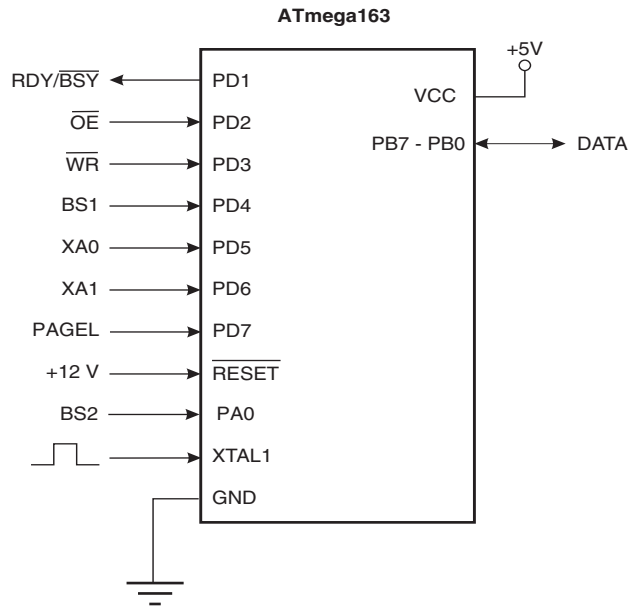 ATmega163
RDY/BSY
PD1
OE
PD2
WR
PD3
BS1
PD4
XA0
PD5
XA1
PD6
PAGEL
PD7
+12 V
RESET
BS2
PA0
XTAL1
GND
+5V
VCC
PB7 - PB0
DATA